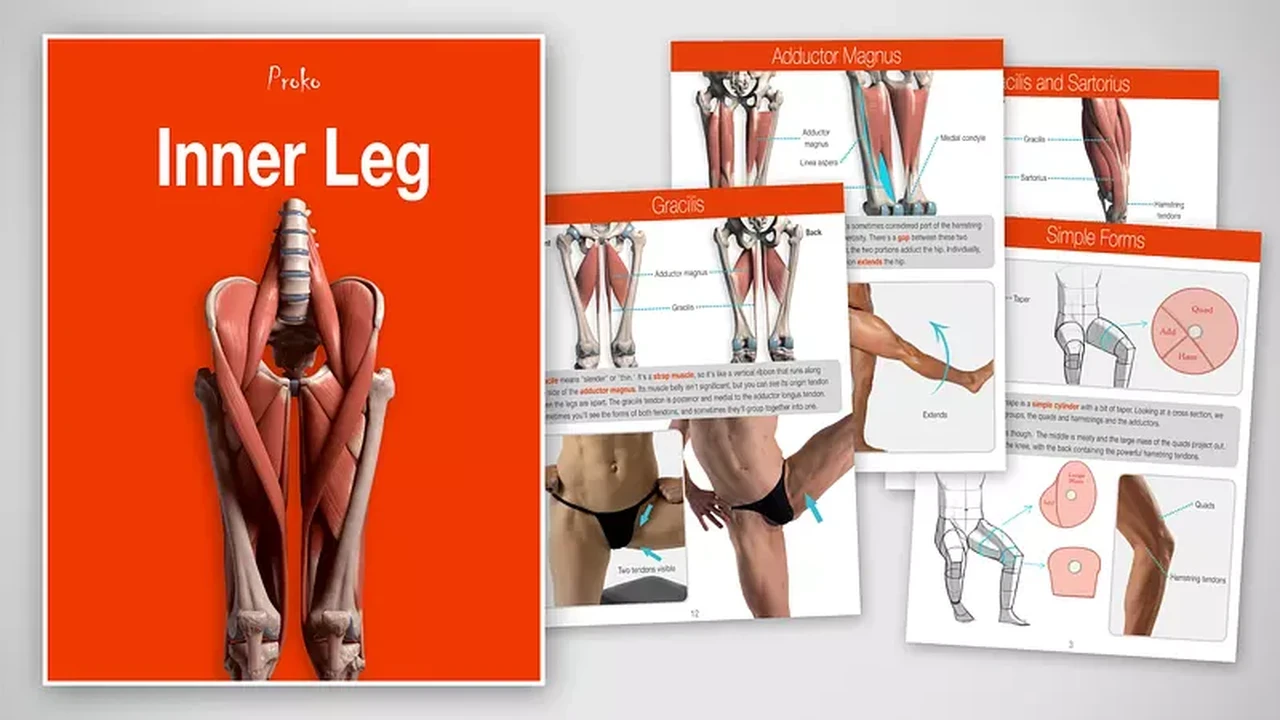 Proko
Inner Leg
Adductor Magnus
Adductor
magnus
Linea aspera
Medial condyle
sometimes considered part of the hamstring
There's a gap between these two
the two portions adduct the hip. Individually,
extends the hip.
Extends
and Sartorius
Gracilis
Sartorius
Hamstring
tendons
Gracilis
Back
Adductor magnus
Gracilis
means "slender" or "thin." It's a strap muscle, so it's like a vertical ribbon that runs along
side of the adductor magnus. Its muscle belly isn't significant, but you can see its origin tendon
the legs are apart. The gracilis tendon is posterior and medial to the adductor longus tendon.
you'll see the forms of both tendons, and sometimes they'll group together into one.
Two tendons visible
12
Simple Forms
Taper
Quad
Add
Ham
is a simple cylinder with a bit of taper. Looking at a cross section, we
the quads and hamstrings and the adductors.
though. The middle is meaty and the large mass of the quads project out.
the knee, with the back containing the powerful hamstring tendons.
Quads
Hamstring tendons
3